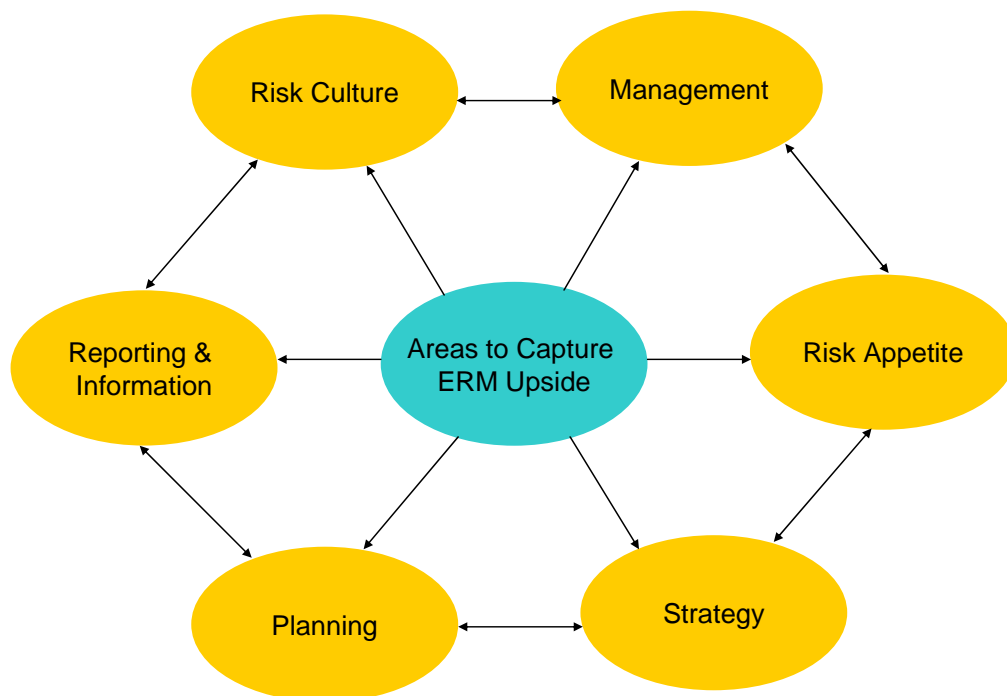 Risk Culture
Management
Reporting &
Information
Areas to Capture
ERM Upside
Risk Appetite
Planning
Strategy